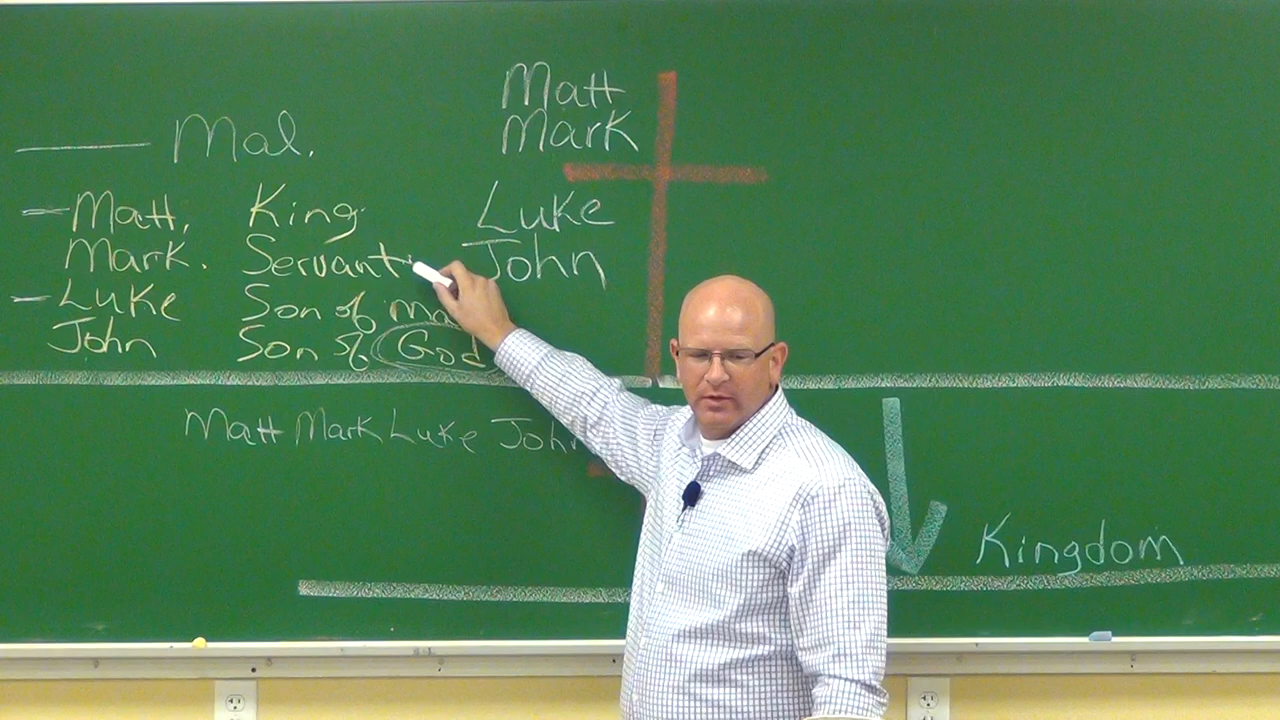 Mal.
Matt, King
Mark. Servant
Luke Son of
John Son of God
Matt
Mark
Luke
John
Matt Mark Luke John
Kingdom